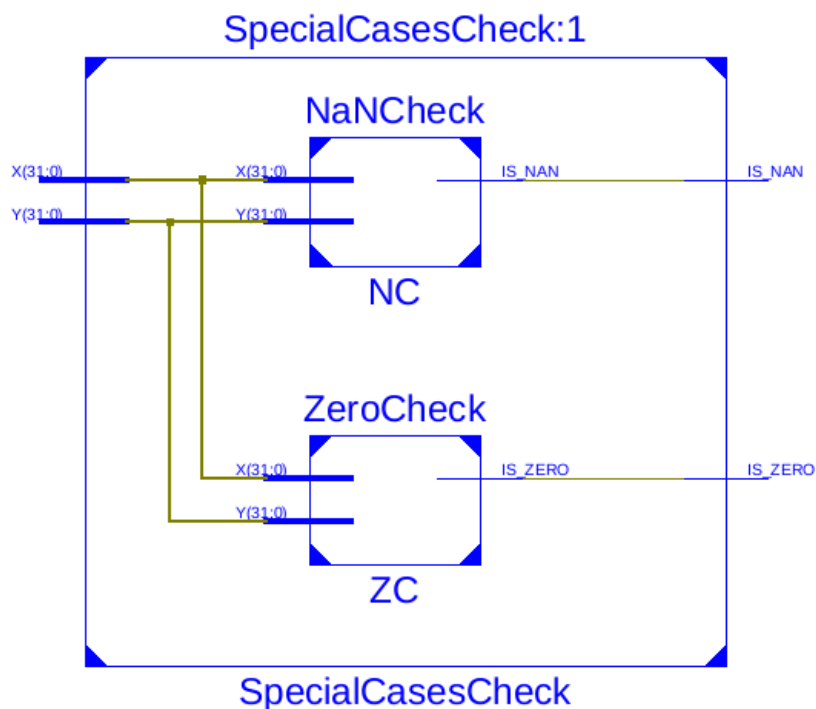 SpecialCasesCheck:1
NaNCheck
X(31:0) X(31:0) IS_NAN IS_NAN
Y(31:0) Y(31:0)
NC
ZeroCheck
X(31:0) IS_ZERO IS_ZERO
Y(31:0)
ZC
SpecialCasesCheck